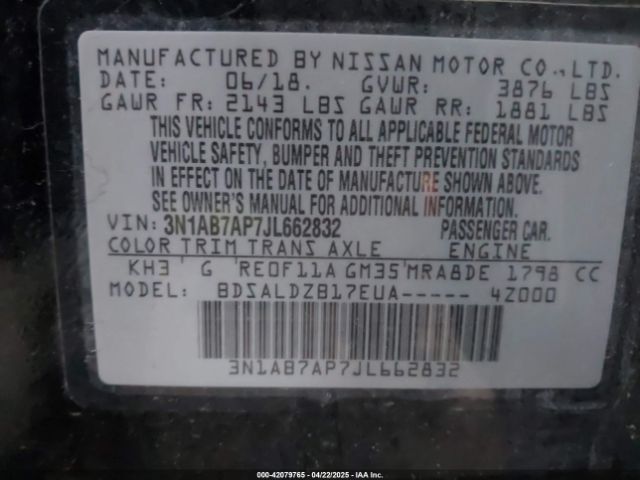 MANUFACTURED BY NISSAN MOTOR CO.,LTD.
DATE: 06/18. GVWR: 3876 LBS
GAWR FR: 2143 LBS GAWR RR: 1881 LBS
THIS VEHICLE CONFORMS TO ALL APPLICABLE FEDERAL MOTOR
VEHICLE SAFETY, BUMPER AND THEFT PREVENTION STANDARDS
IN EFFECT ON THE DATE OF MANUFACTURE SHOWN ABOVE.
SEE OWNER'S MANUAL FOR ADDITIONAL INFORMATION.
VIN: 3N1AB7AP7JL662832 PASSENGER CAR.
COLOR TRIM TRANS AXLE ENGINE
KH3 G RE0F11A GM35 MRA8DE 1798 CC
MODEL: BDSALDZB17EUA----- 4Z000
3N1AB7AP7JL662832
000-42079765 - 04/22/2025 - IAA Inc.